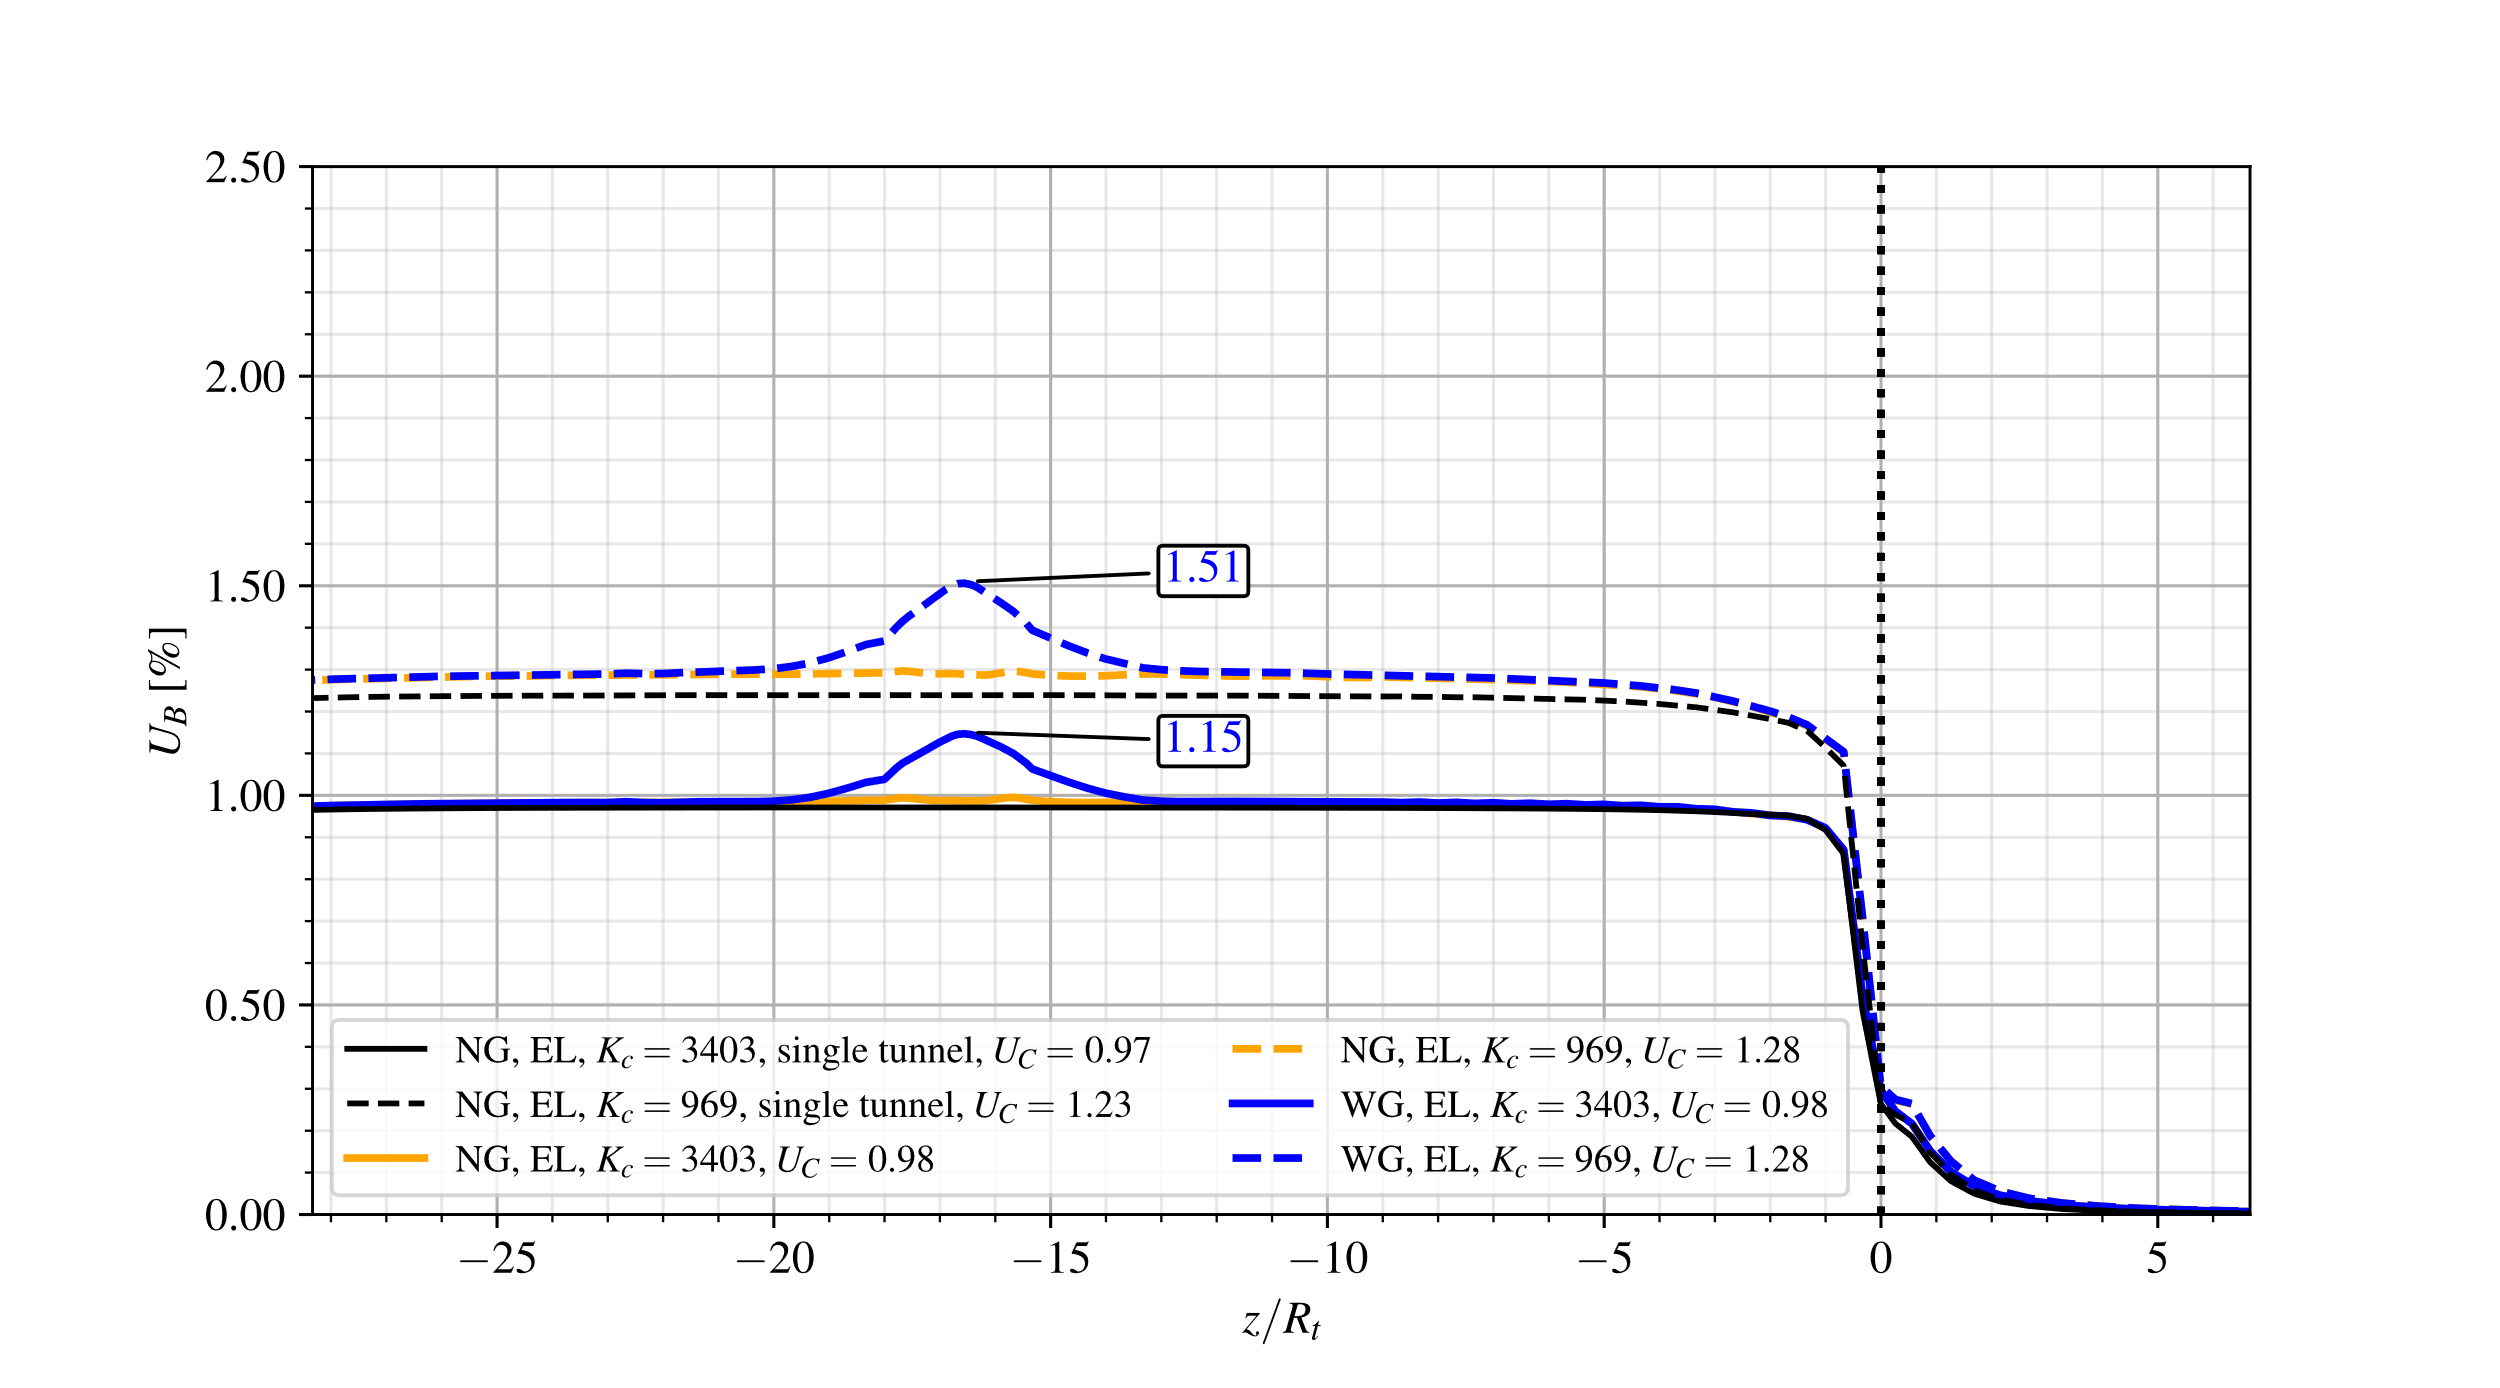 2.50
2.00
1.50
1.00
0.50
0.00
U_B [%]
1.51
1.15
NG, EL, K_c = 3403, single tunnel, U_C = 0.97
NG, EL, K_c = 969, single tunnel, U_C = 1.23
NG, EL, K_c = 3403, U_C = 0.98
NG, EL, K_c = 969, U_C = 1.28
WG, EL, K_c = 3403, U_C = 0.98
WG, EL, K_c = 969, U_C = 1.28
−25 −20 −15 −10 −5 0 5
z/R_t